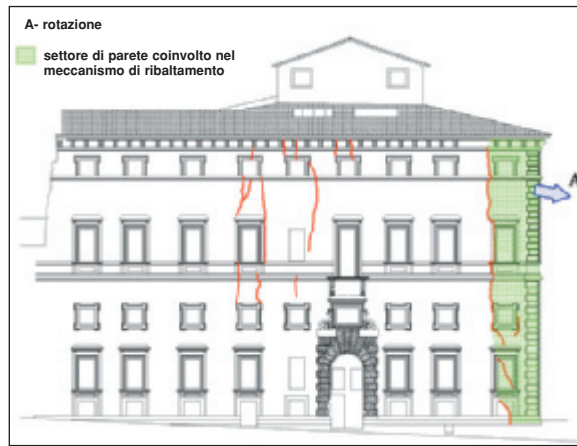 A- rotazione
settore di parete coinvolto nel
meccanismo di ribaltamento
A